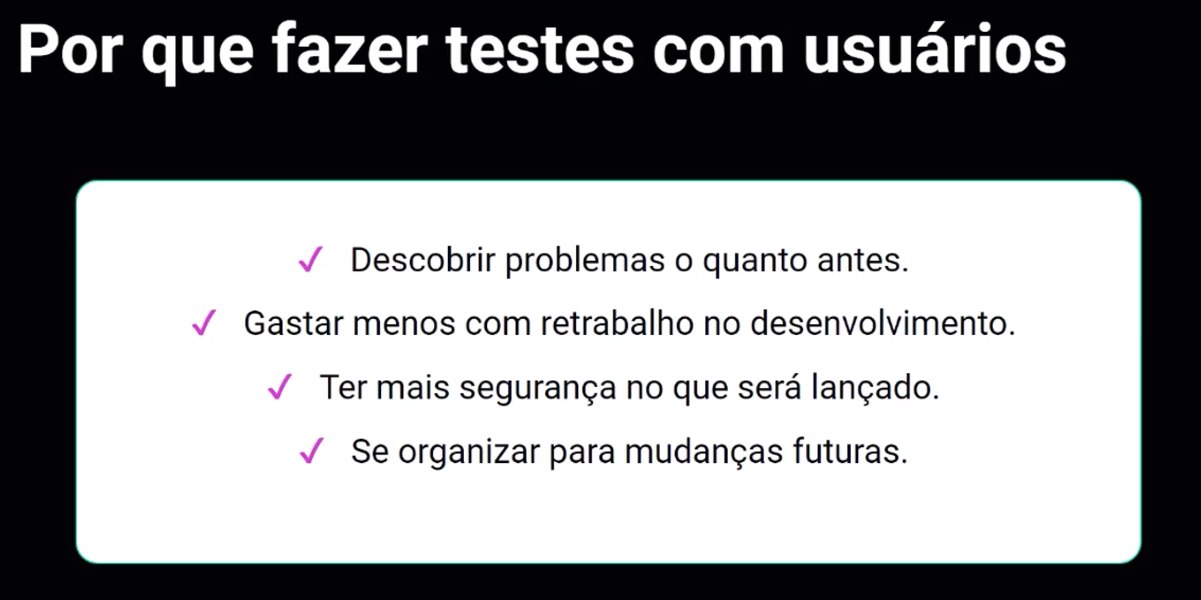 Por que fazer testes com usuários
✓ Descobrir problemas o quanto antes.
✓ Gastar menos com retrabalho no desenvolvimento.
✓ Ter mais segurança no que será lançado.
✓ Se organizar para mudanças futuras.